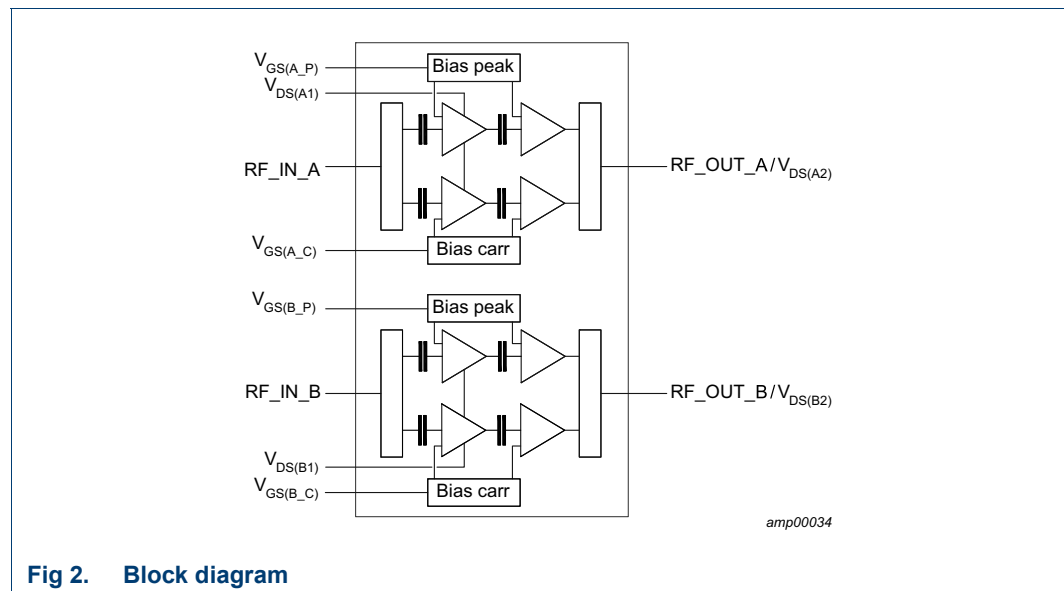 V_GS(A_P)
Bias peak
V_DS(A1)
RF_IN_A
RF_OUT_A/V_DS(A2)
V_GS(A_C)
Bias carr
V_GS(B_P)
Bias peak
RF_IN_B
RF_OUT_B/V_DS(B2)
V_DS(B1)
V_GS(B_C)
Bias carr
amp00034
Fig 2. Block diagram